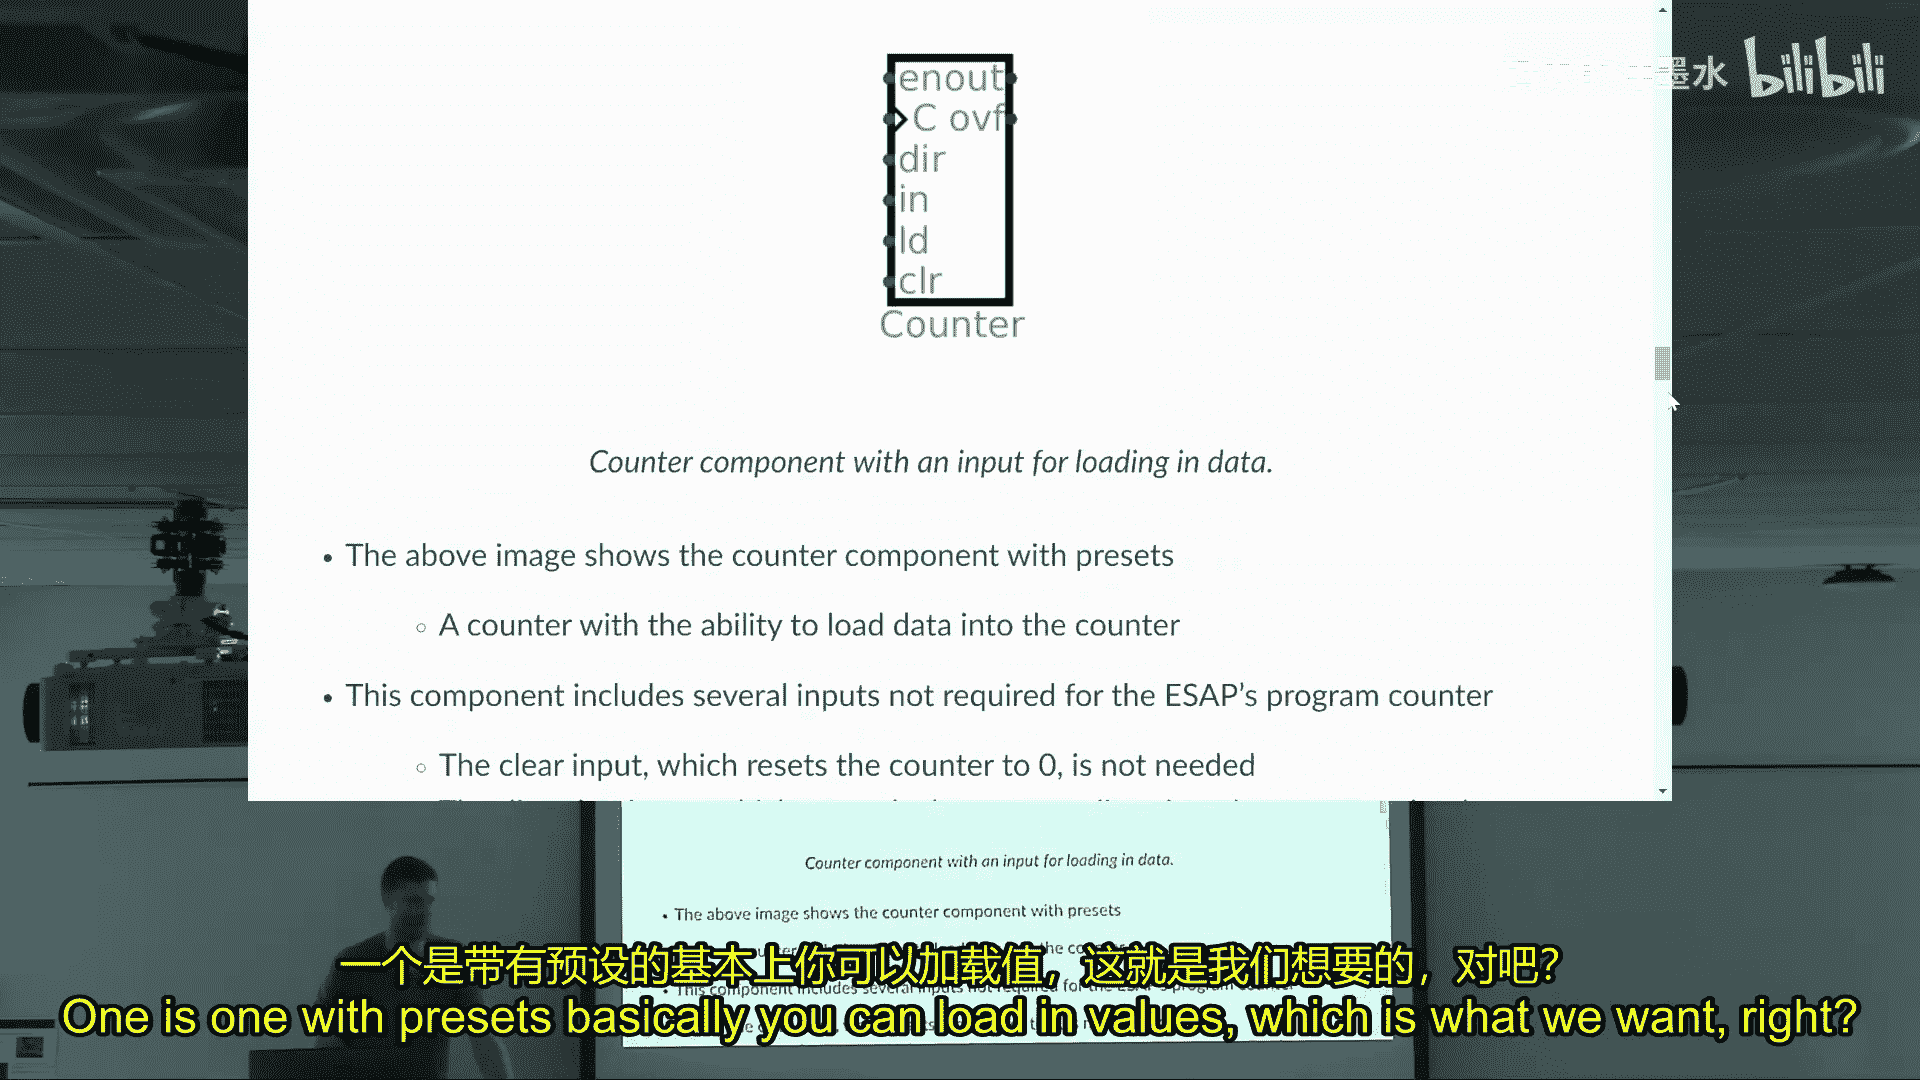 enout
C ovf
dir
in
ld
clr
Counter
墨水 bilibili
Counter component with an input for loading in data.
• The above image shows the counter component with presets
○ A counter with the ability to load data into the counter
• This component includes several inputs not required for the ESAP’s program counter
○ The clear input, which resets the counter to 0, is not needed
Counter component with an input for loading in data.
• The above image shows the counter component with presets
一个是带有预设的基本上你可以加载值，这就是我们想要的，对吧？
One is one with presets basically you can load in values, which is what we want, right?